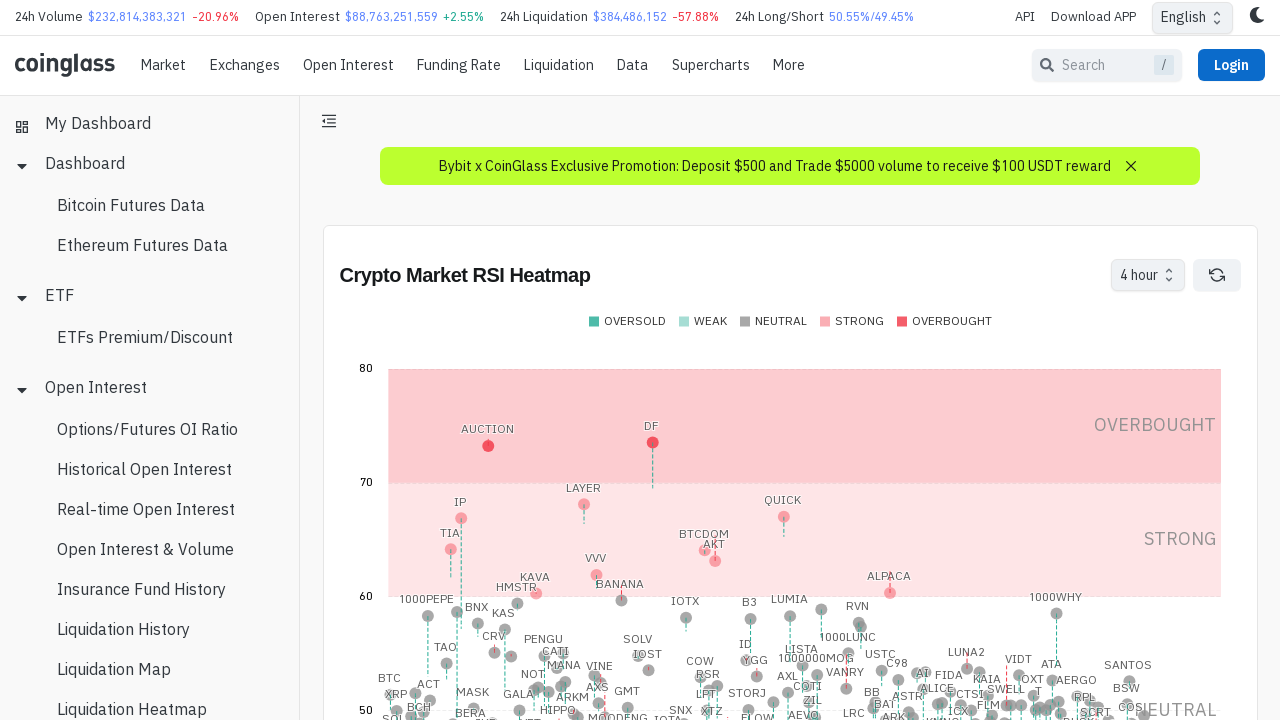 24h Volume $232,814,383,321 -20.96% Open Interest $88,763,251,559 +2.55% 24h Liquidation $384,486,152 -57.88% 24h Long/Short 50.55%/49.45% API Download APP English
coinglass Market Exchanges Open Interest Funding Rate Liquidation Data Supercharts More Search / Login
My Dashboard
Dashboard
Bitcoin Futures Data
Ethereum Futures Data
ETF
ETFs Premium/Discount
Open Interest
Options/Futures OI Ratio
Historical Open Interest
Real-time Open Interest
Open Interest & Volume
Insurance Fund History
Liquidation History
Liquidation Map
Liquidation Heatmap
Bybit x CoinGlass Exclusive Promotion: Deposit $500 and Trade $5000 volume to receive $100 USDT reward
Crypto Market RSI Heatmap 4 hour
OVERSOLD WEAK NEUTRAL STRONG OVERBOUGHT
80
OVERBOUGHT
AUCTION DF
70
LAYER
IP QUICK
TIA BTCDOM
AKT STRONG
VVV
KAVA ALPACA
HMSTR BANANA
60
1000PEPE BNX KAS IOTX B3 LUMIA RVN 1000WHY
CRV PENGU SOLV ID 1000LUNC
TAO CATI IOST LISTA USTC LUNA2
MANA VINE COW YGG 1000000MOG C98 VIDT ATA SANTOS
BTC NOT RSR AXL VANRY AI FIDA KAIA OXT AERGO
ACT AXS GMT COTI ALICE SWELL BSW
XRP MASK GALA ARKM LPT STORJ ZIL BB ASTR CTSI T RPL
BCH BERA HIPPO SNX XTZ BAT ICX FLM COS
50 MOODENG IOTA FLOW AEVO LRC ARK NEUTRAL